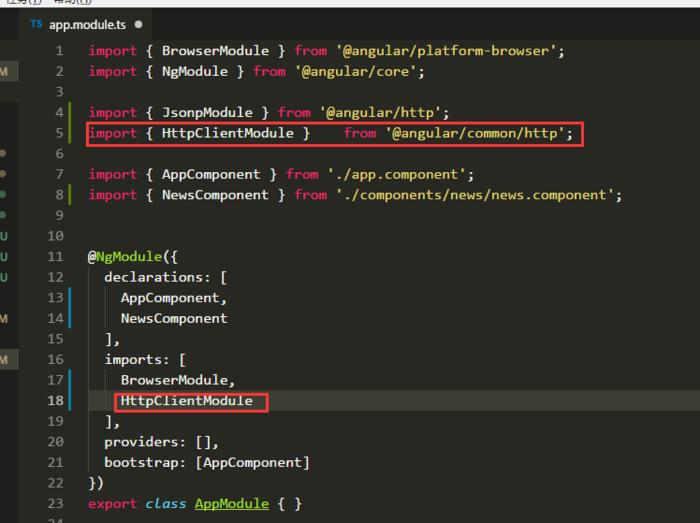 TS app.module.ts
1 import { BrowserModule } from '@angular/platform-browser';
M 2 import { NgModule } from '@angular/core';
3
4 import { JsonpModule } from '@angular/http';
5 import { HttpClientModule }    from '@angular/common/http';
6
7 import { AppComponent } from './app.component';
8 import { NewsComponent } from './components/news/news.component';
9
U 10
U 11 @NgModule({
U 12 declarations: [
13 AppComponent,
M 14 NewsComponent
15 ],
M 16 imports: [
17 BrowserModule,
18 HttpClientModule
19 ],
20 providers: [],
21 bootstrap: [AppComponent]
22 })
23 export class AppModule { }